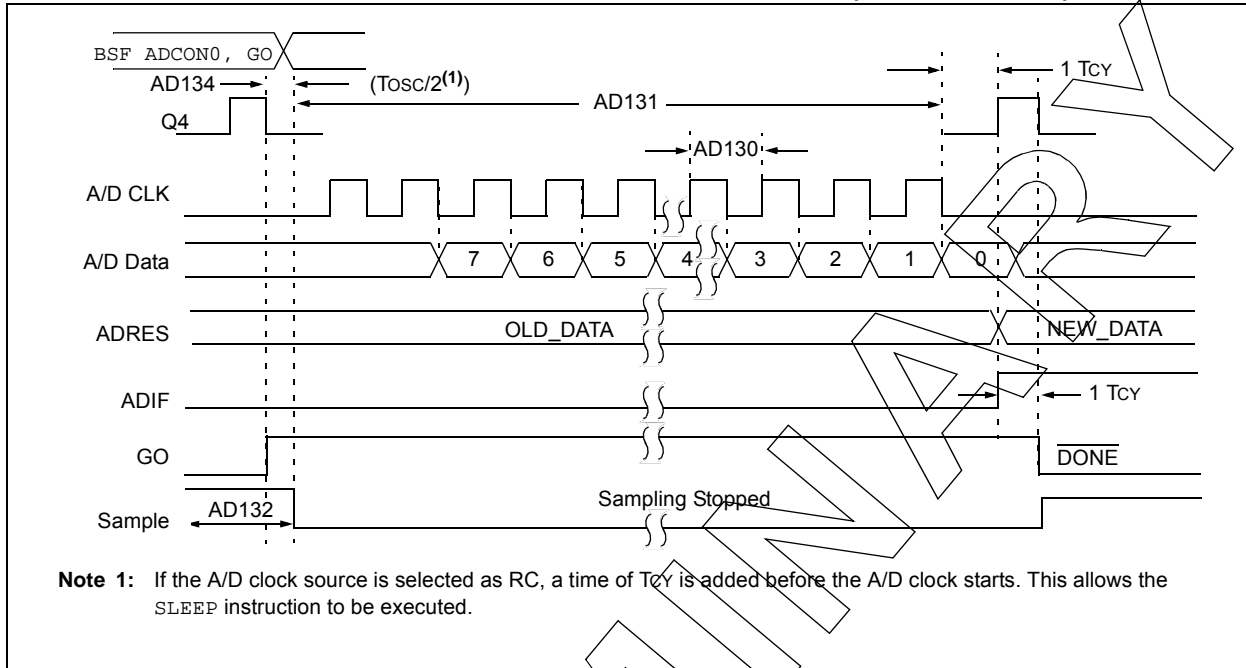 BSF ADCON0, GO
AD134
(TOSC/2(1))
1 TCY
AD131
Q4
AD130
A/D CLK
A/D Data
7 6 5 4 3 2 1 0
ADRES
OLD_DATA
NEW_DATA
ADIF
1 TCY
GO
DONE
Sampling Stopped
AD132
Sample
Note 1: If the A/D clock source is selected as RC, a time of TCY is added before the A/D clock starts. This allows the
SLEEP instruction to be executed.
INARY